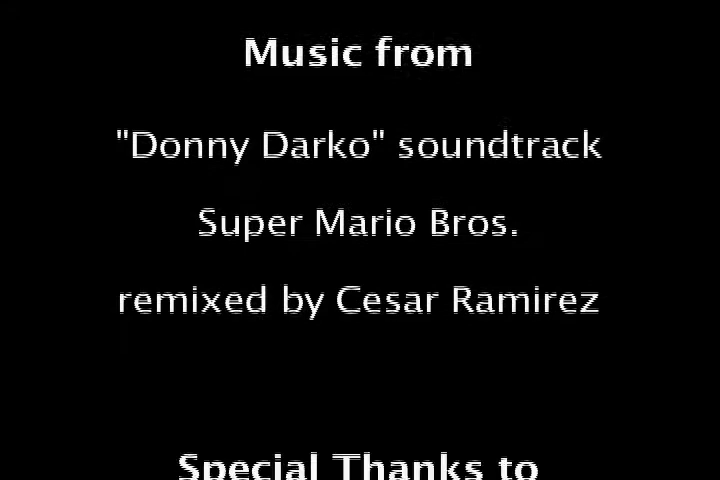 Music from
"Donny Darko" soundtrack
Super Mario Bros.
remixed by Cesar Ramirez
Special Thanks to